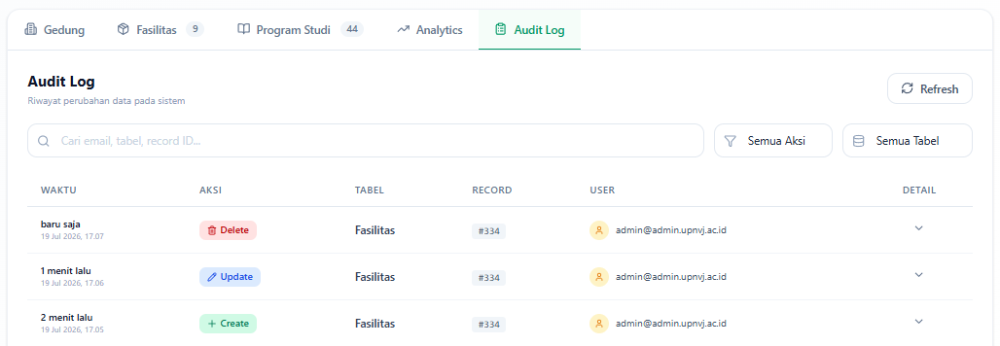 Gedung Fasilitas 9 Program Studi 44 Analytics Audit Log
Audit Log
Riwayat perubahan data pada sistem
Refresh
Cari email, tabel, record ID...
Semua Aksi
Semua Tabel
WAKTU AKSI TABEL RECORD USER DETAIL
baru saja
19 Jul 2026, 17.07
Delete Fasilitas #334 admin@admin.upnvj.ac.id
1 menit lalu
19 Jul 2026, 17.06
Update Fasilitas #334 admin@admin.upnvj.ac.id
2 menit lalu
19 Jul 2026, 17.05
Create Fasilitas #334 admin@admin.upnvj.ac.id